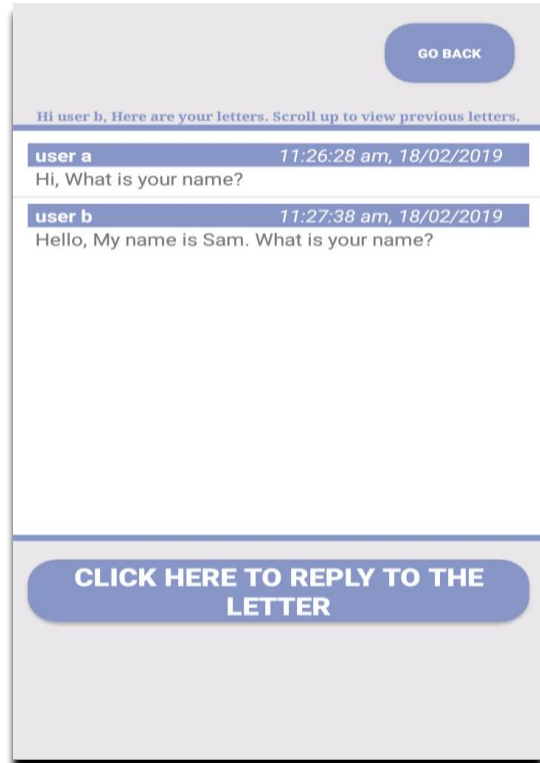 GO BACK
Hi user b, Here are your letters. Scroll up to view previous letters.
user a 11:26:28 am, 18/02/2019
Hi, What is your name?
user b 11:27:38 am, 18/02/2019
Hello, My name is Sam. What is your name?
CLICK HERE TO REPLY TO THE
LETTER